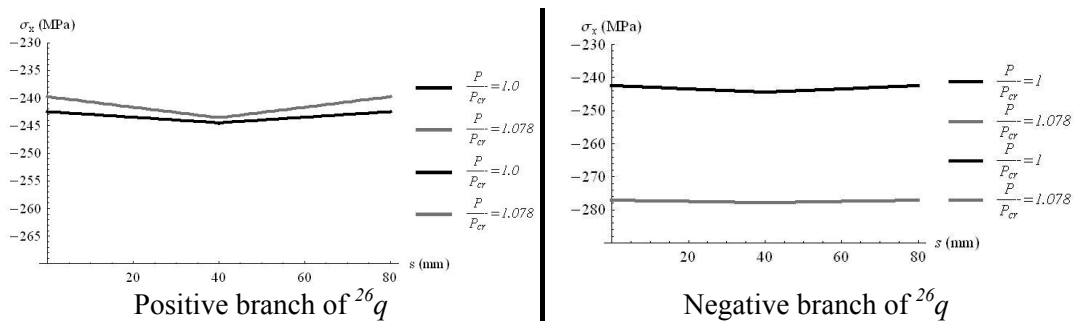 σx (MPa)
−230
−235
−240
−245
−250
−255
−260
−265
20
40
60
80
s (mm)
P/Pcr=1.0
P/Pcr=1.078
P/Pcr=1.0
P/Pcr=1.078
Positive branch of ²⁶q
σx (MPa)
−230
−240
−250
−260
−270
−280
20
40
60
80
s (mm)
P/Pcr=1
P/Pcr=1.078
P/Pcr=1
P/Pcr=1.078
Negative branch of ²⁶q